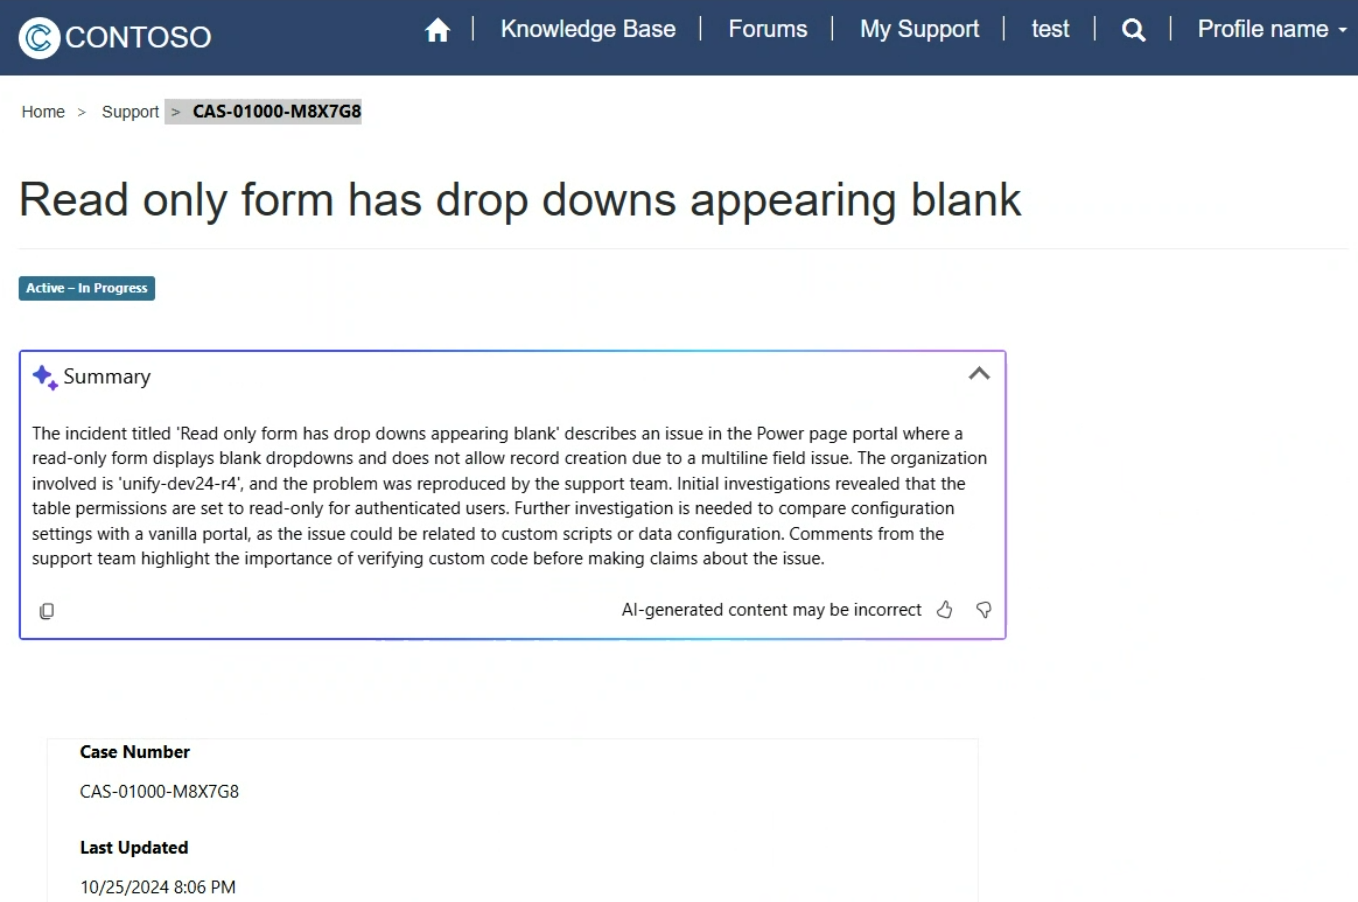 CONTOSO
Knowledge Base | Forums | My Support | test | Profile name
Home > Support > CAS-01000-M8X7G8
Read only form has drop downs appearing blank
Active – In Progress
Summary
The incident titled 'Read only form has drop downs appearing blank' describes an issue in the Power page portal where a
read-only form displays blank dropdowns and does not allow record creation due to a multiline field issue. The organization
involved is 'unify-dev24-r4', and the problem was reproduced by the support team. Initial investigations revealed that the
table permissions are set to read-only for authenticated users. Further investigation is needed to compare configuration
settings with a vanilla portal, as the issue could be related to custom scripts or data configuration. Comments from the
support team highlight the importance of verifying custom code before making claims about the issue.
AI-generated content may be incorrect
Case Number
CAS-01000-M8X7G8
Last Updated
10/25/2024 8:06 PM